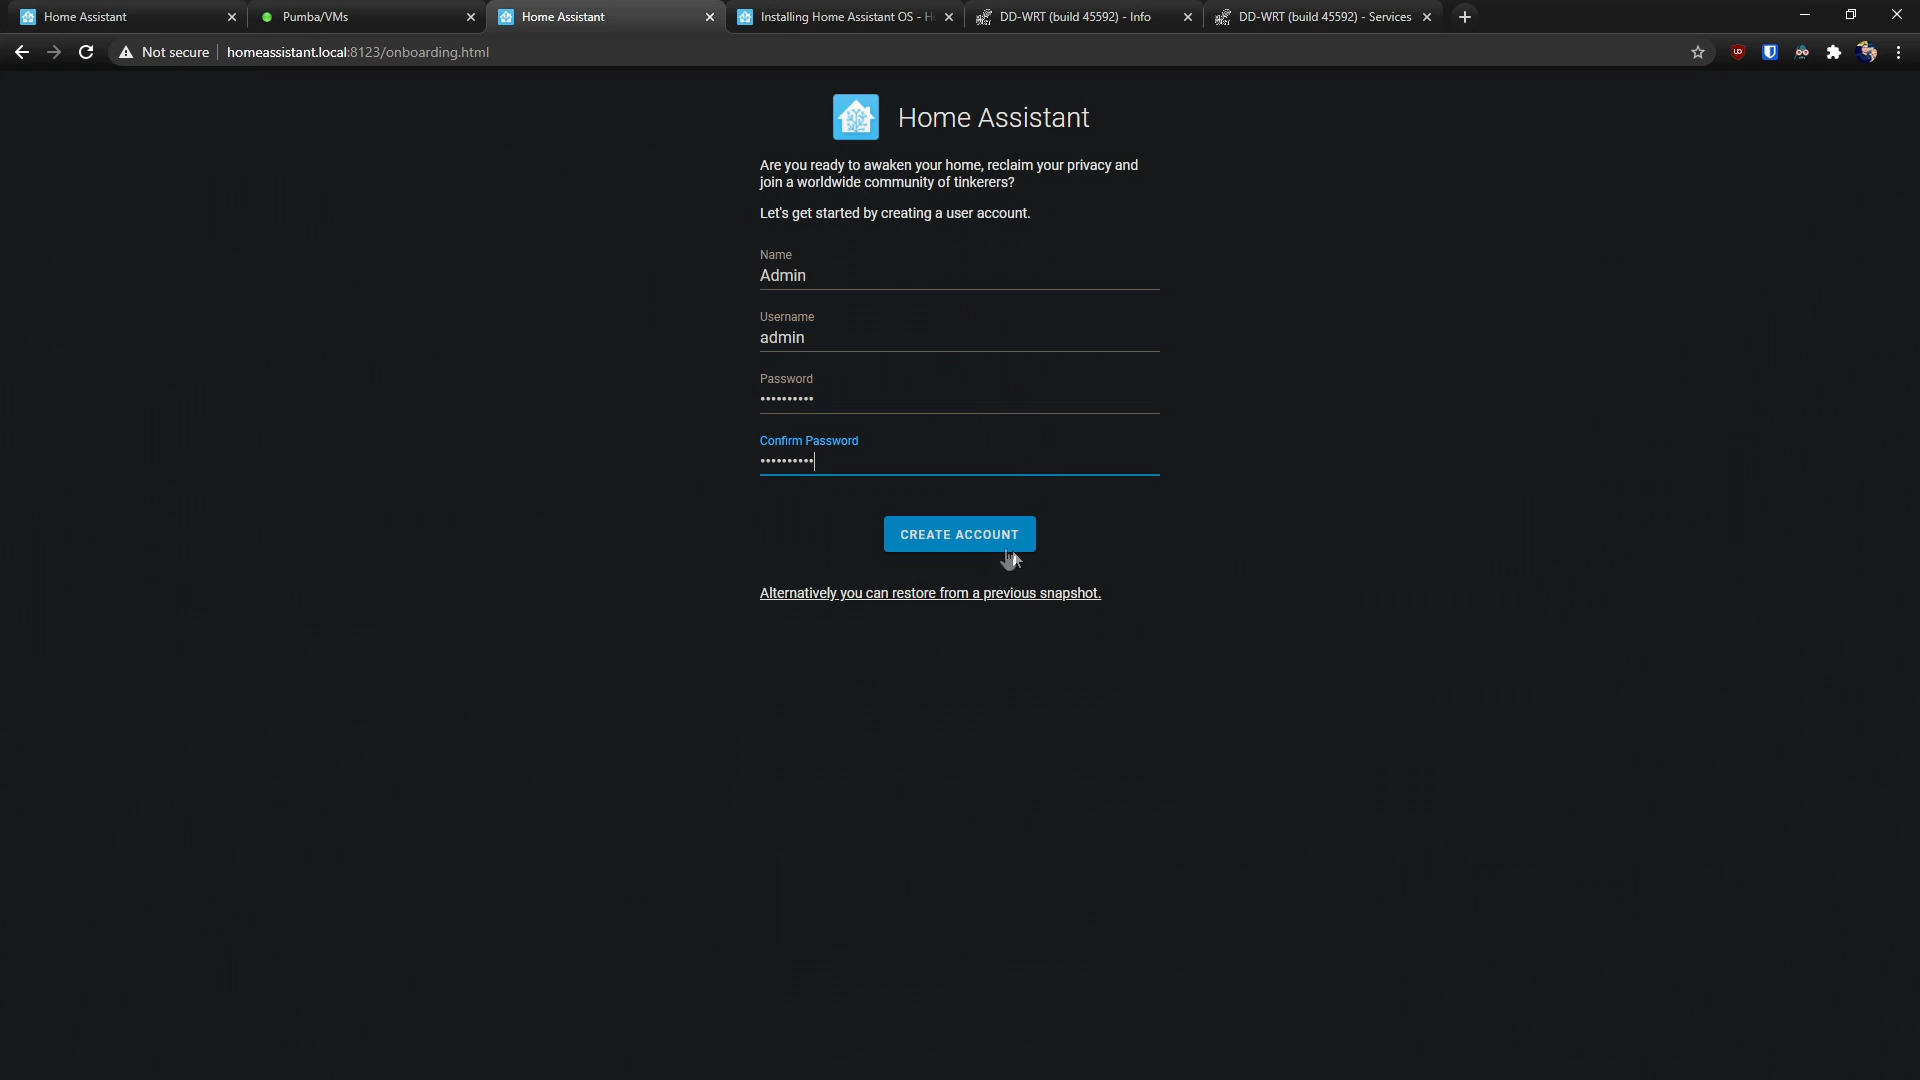 Home Assistant
Pumba/VMs
Home Assistant
Installing Home Assistant OS - H
DD-WRT (build 45592) - Info
DD-WRT (build 45592) - Services
Not secure
homeassistant.local:8123/onboarding.html
Home Assistant
Are you ready to awaken your home, reclaim your privacy and
join a worldwide community of tinkerers?
Let's get started by creating a user account.
Name
Admin
Username
admin
Password
••••••••••
Confirm Password
••••••••••
CREATE ACCOUNT
Alternatively you can restore from a previous snapshot.